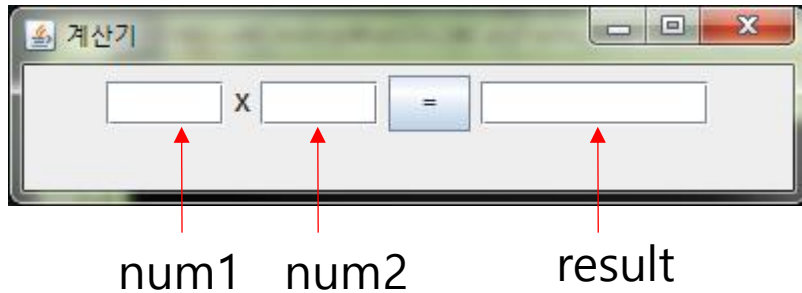 계산기
X =
num1 num2 result